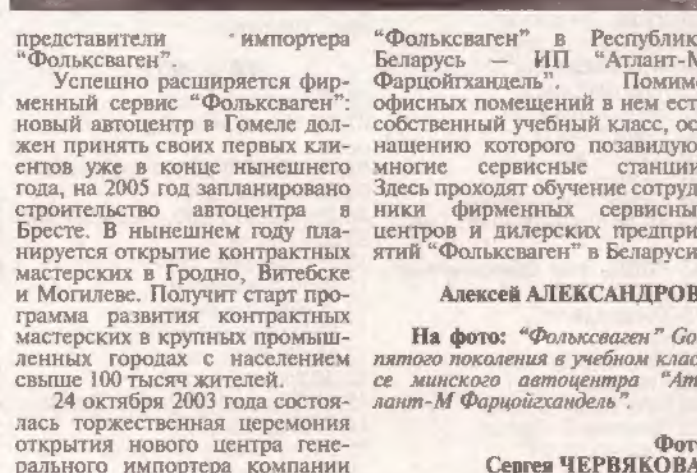 представители импортера
“Фольксваген”.
Успешно расширяется фир-
менный сервис “Фольксваген”:
новый автоцентр в Гомеле дол-
жен принять своих первых кли-
ентов уже в конце нынешнего
года, на 2005 год запланировано
строительство автоцентра в
Бресте. В нынешнем году пла-
нируется открытие контрактных
мастерских в Гродно, Витебске
и Могилеве. Получит старт про-
грамма развития контрактных
мастерских в крупных промыш-
ленных городах с населением
свыше 100 тысяч жителей.
24 октября 2003 года состоя-
лась торжественная церемония
открытия нового центра гене-
рального импортера компании
“Фольксваген” в Республик
Беларусь — ИП “Атлант-М
Фарцойгхандель”. Помим
офисных помещений в нем ест
собственный учебный класс, ос
нащению которого позавидую
многие сервисные станции
Здесь проходят обучение сотруд
ники фирменных сервисны
центров и дилерских предпри
ятий “Фольксваген” в Беларуси
Алексей АЛЕКСАНДРОВ
На фото: “Фольксваген” Go
пятого поколения в учебном клас
се минского автоцентра “Ат
лант-М Фарцойгхандель”.
Фот
Сергея ЧЕРВЯКОВА